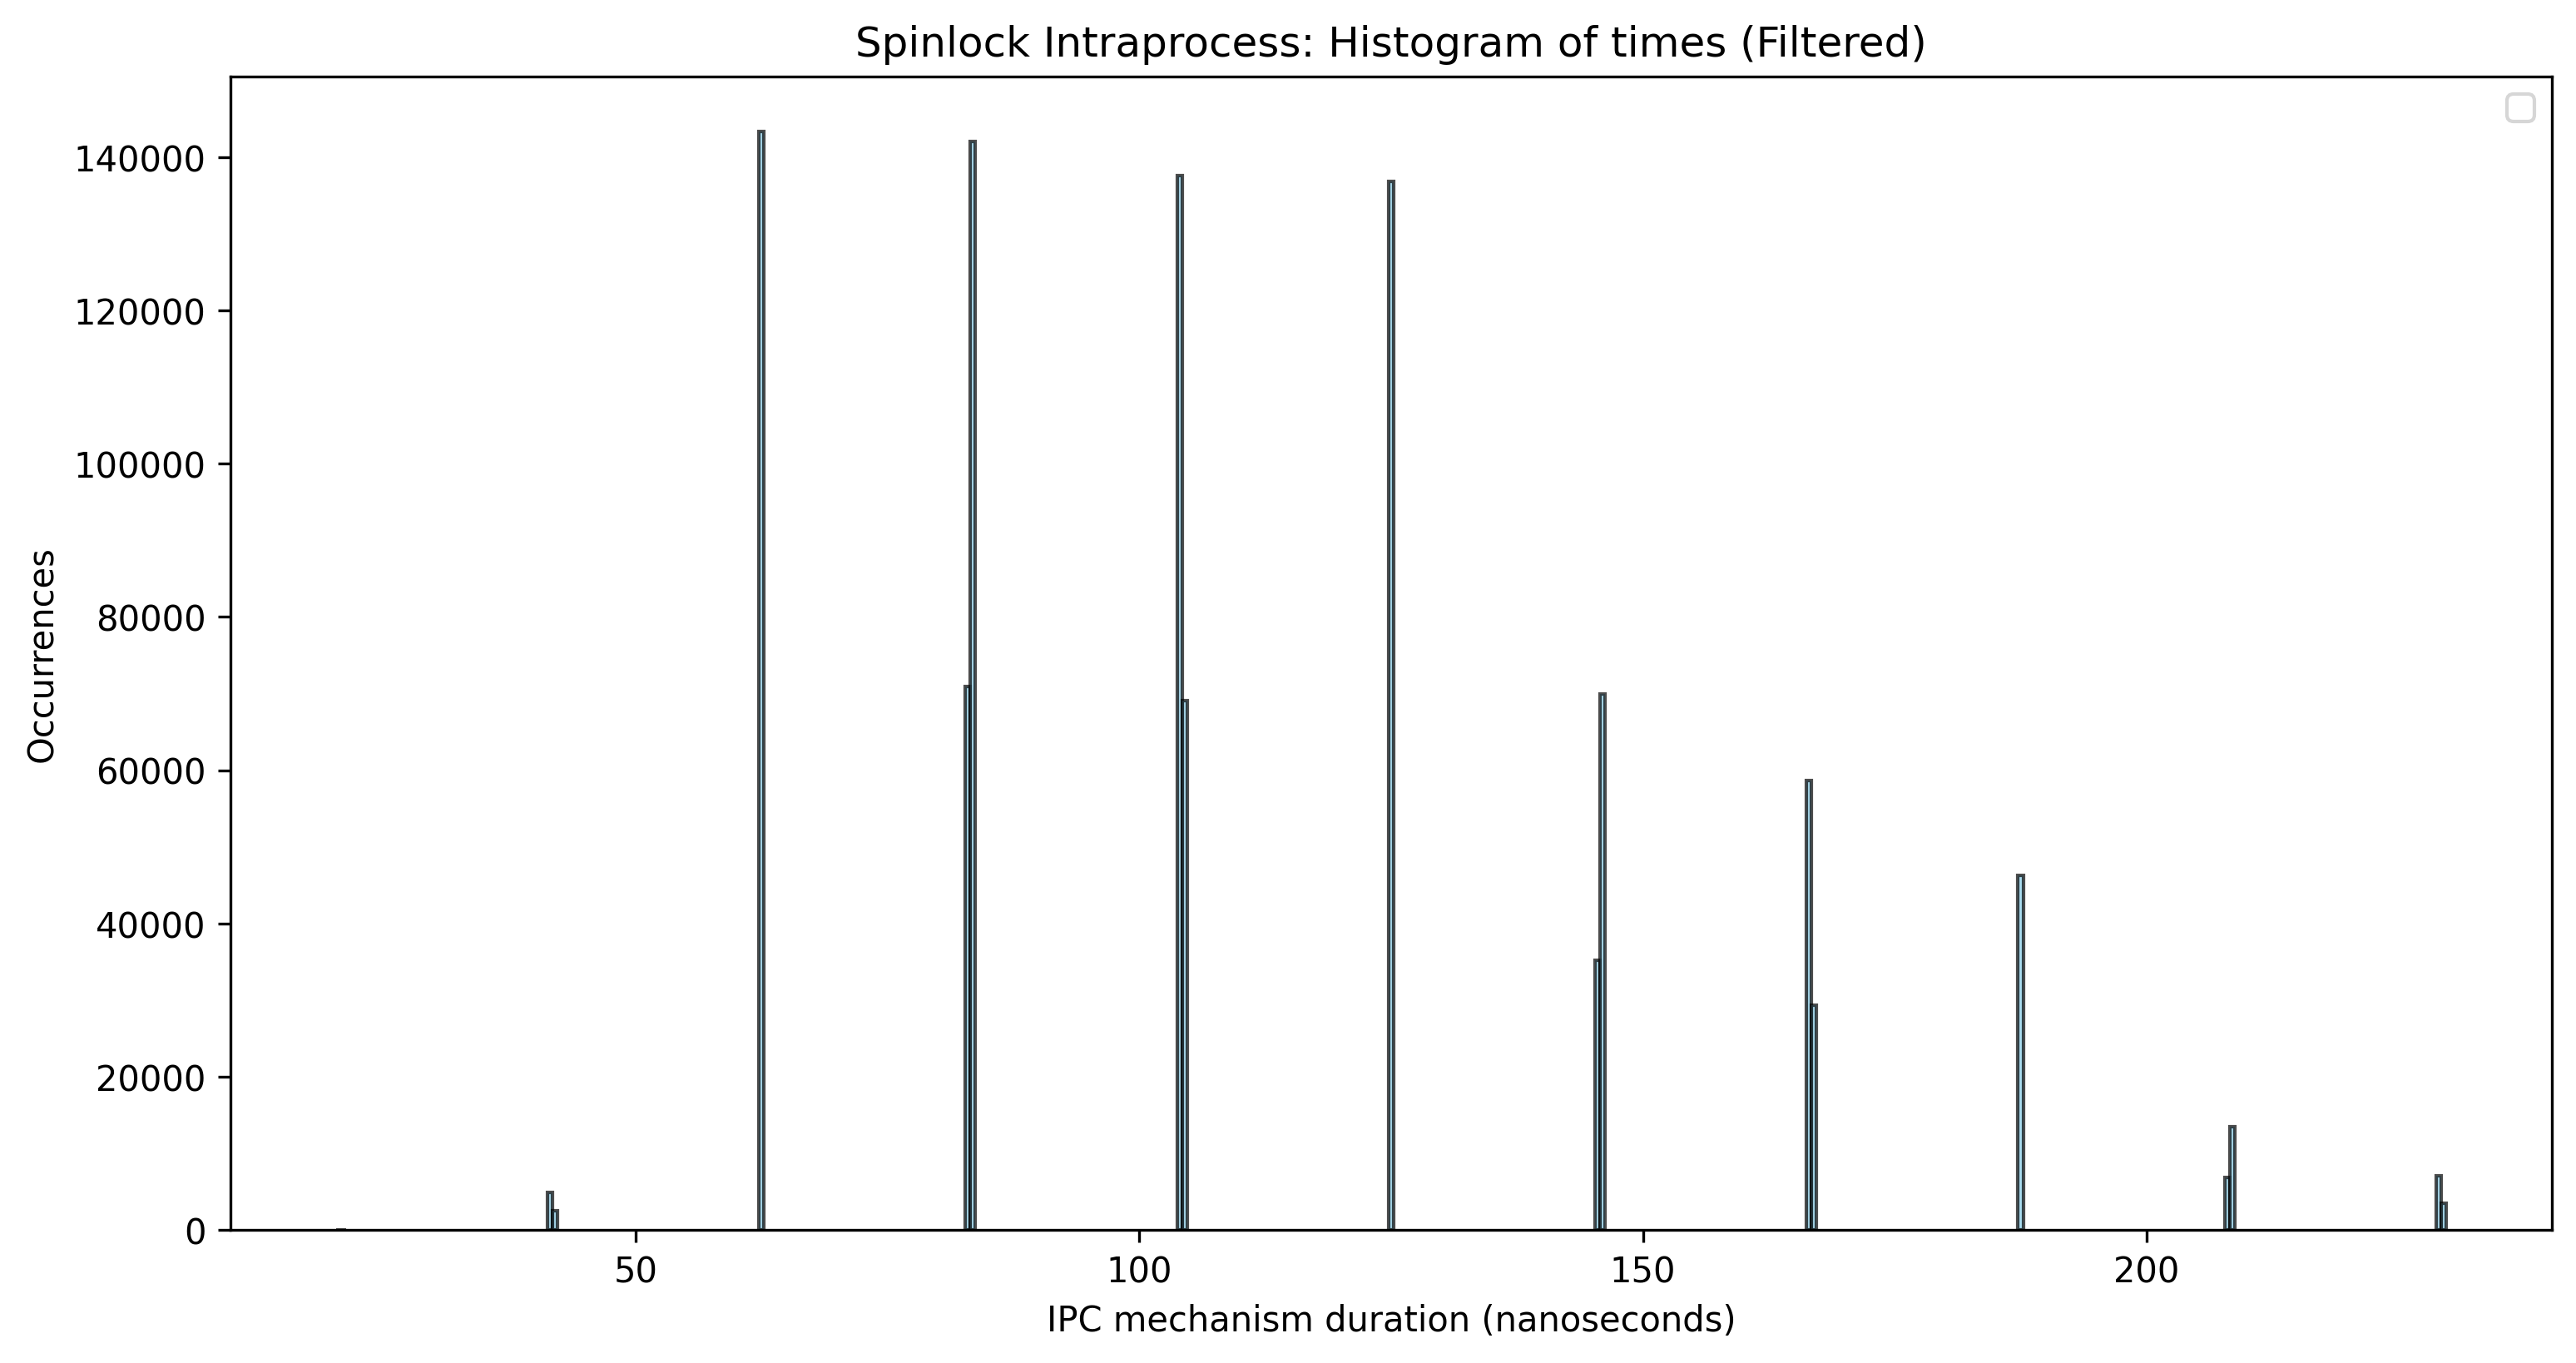 Spinlock Intraprocess: Histogram of times (Filtered)
140000
120000
100000
80000
60000
40000
20000
0
Occurrences
50 100 150 200
IPC mechanism duration (nanoseconds)